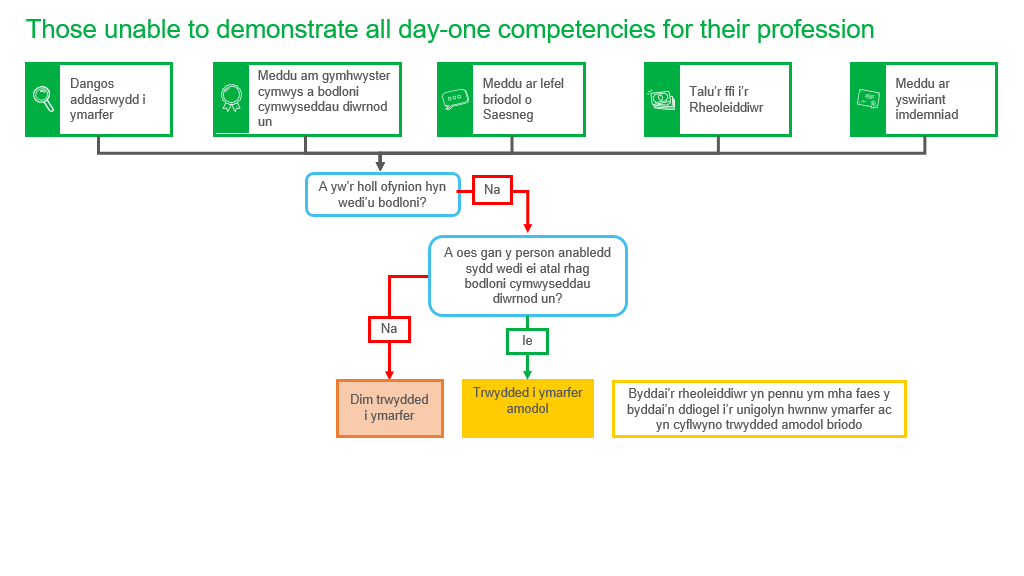 Those unable to demonstrate all day-one competencies for their profession
Dangos
addasrwydd i
ymarfer
Meddu am gymhwyster
cymwys a bodloni
cymwyseddau diwrnod
un
Meddu ar lefel
briodol o
Saesneg
Talu’r ffi i’r
Rheoleiddiwr
Meddu ar
yswiriant
imdemniad
A yw’r holl ofynion hyn
wedi’u bodloni?
Na
A oes gan y person anabledd
sydd wedi ei atal rhag
bodloni cymwyseddau
diwrnod un?
Na
Ie
Dim trwydded
i ymarfer
Trwydded i ymarfer
amodol
Byddai’r rheoleiddiwr yn pennu ym mha faes y
byddai’n ddiogel i’r unigolyn hwnnw ymarfer ac
yn cyflwyno trwydded amodol briodo